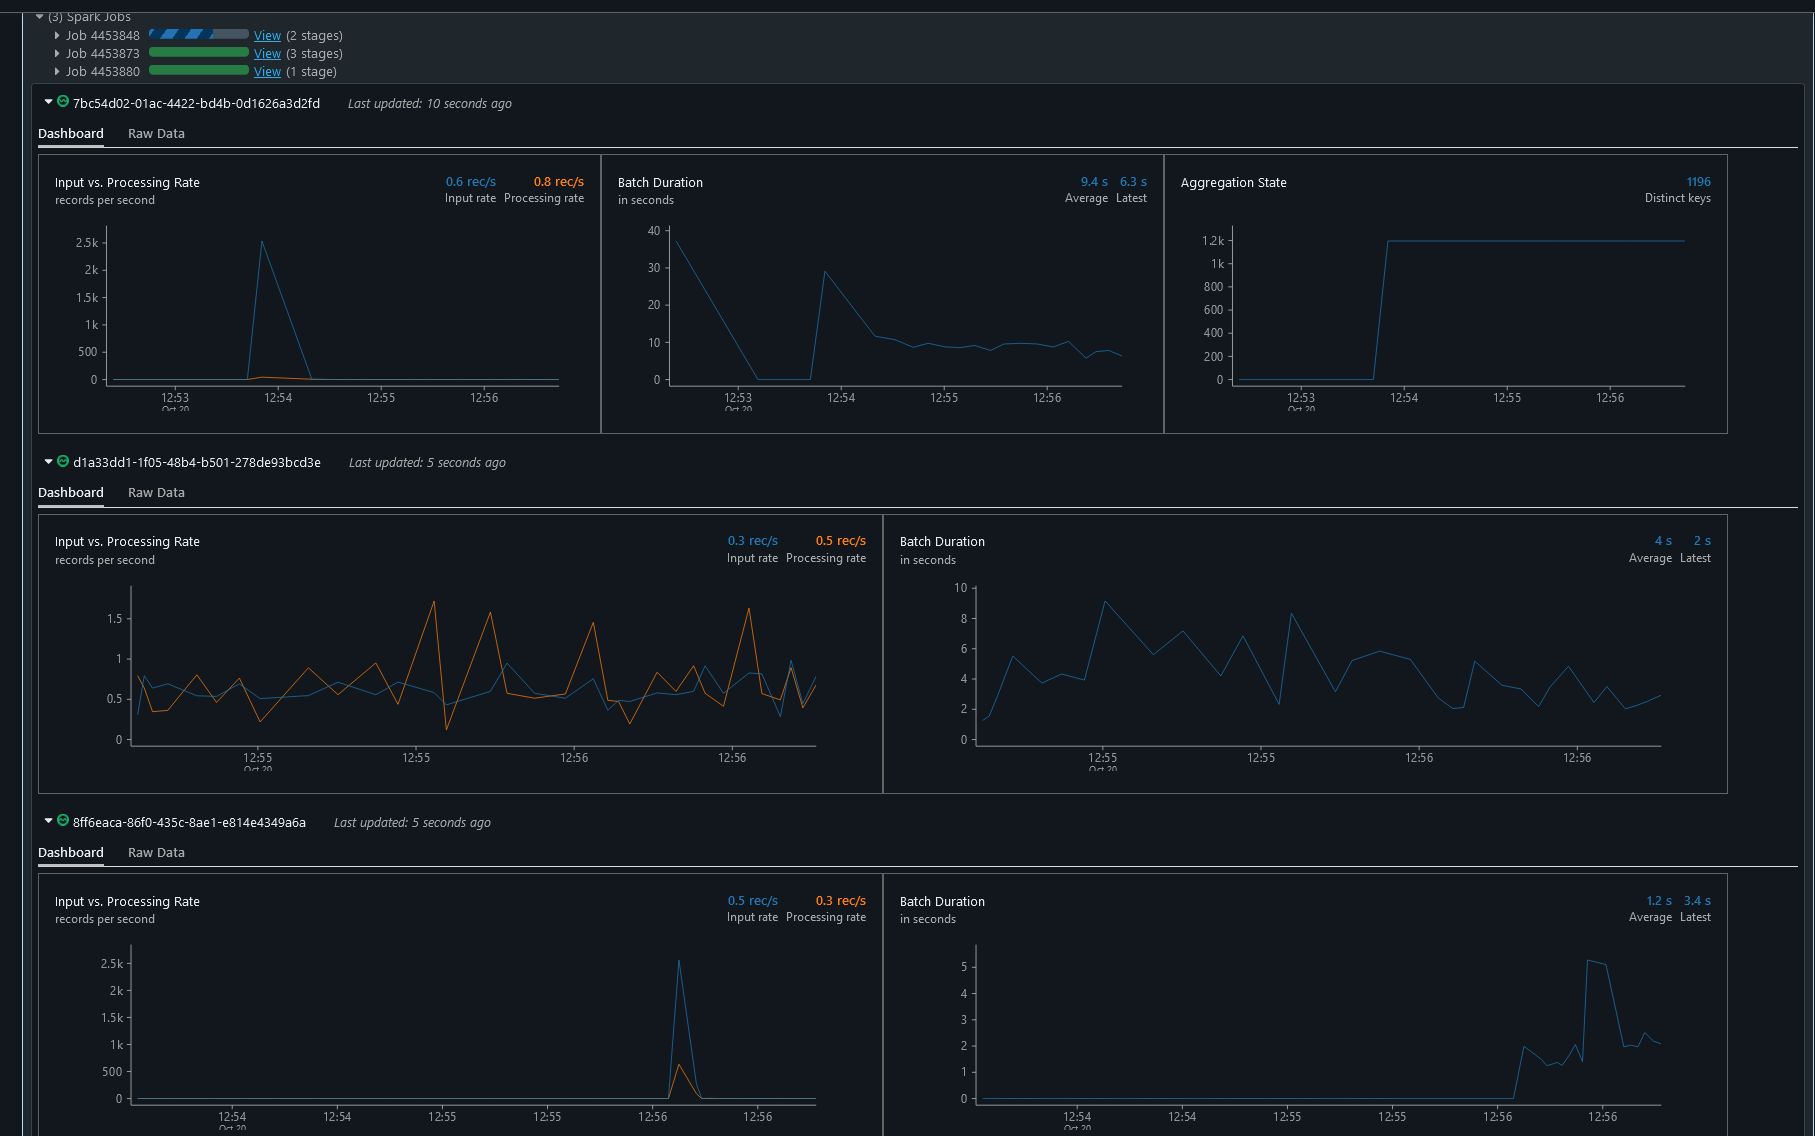 (3) Spark Jobs
Job 4453848 View (2 stages)
Job 4453873 View (3 stages)
Job 4453880 View (1 stage)
7bc54d02-01ac-4422-bd4b-0d1626a3d2fd Last updated: 10 seconds ago
Dashboard Raw Data
Input vs. Processing Rate
records per second
0.6 rec/s 0.8 rec/s
Input rate Processing rate
2.5k
2k
1.5k
1k
500
0
12:53 12:54 12:55 12:56
Oct 20
Batch Duration
in seconds
9.4 s 6.3 s
Average Latest
40
30
20
10
0
12:53 12:54 12:55 12:56
Oct 20
Aggregation State
1196
Distinct keys
1.2k
1k
800
600
400
200
0
12:53 12:54 12:55 12:56
Oct 20
d1a33dd1-1f05-48b4-b501-278de93bcd3e Last updated: 5 seconds ago
Dashboard Raw Data
Input vs. Processing Rate
records per second
0.3 rec/s 0.5 rec/s
Input rate Processing rate
1.5
1
0.5
0
12:55 12:55 12:56 12:56
Oct 20
Batch Duration
in seconds
4 s 2 s
Average Latest
10
8
6
4
2
0
12:55 12:55 12:56 12:56
Oct 20
8ff6eaca-86f0-435c-8ae1-e814e4349a6a Last updated: 5 seconds ago
Dashboard Raw Data
Input vs. Processing Rate
records per second
0.5 rec/s 0.3 rec/s
Input rate Processing rate
2.5k
2k
1.5k
1k
500
0
12:54 12:54 12:55 12:55 12:56 12:56
Oct 20
Batch Duration
in seconds
1.2 s 3.4 s
Average Latest
5
4
3
2
1
0
12:54 12:54 12:55 12:55 12:56 12:56
Oct 20